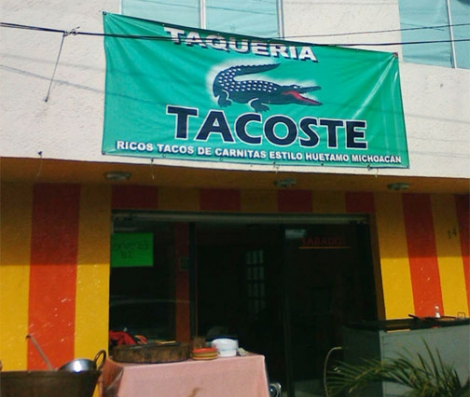 TAQUERIA
TACOSTE
RICOS TACOS DE CARNITAS ESTILO HUETAMO MICHOACAN